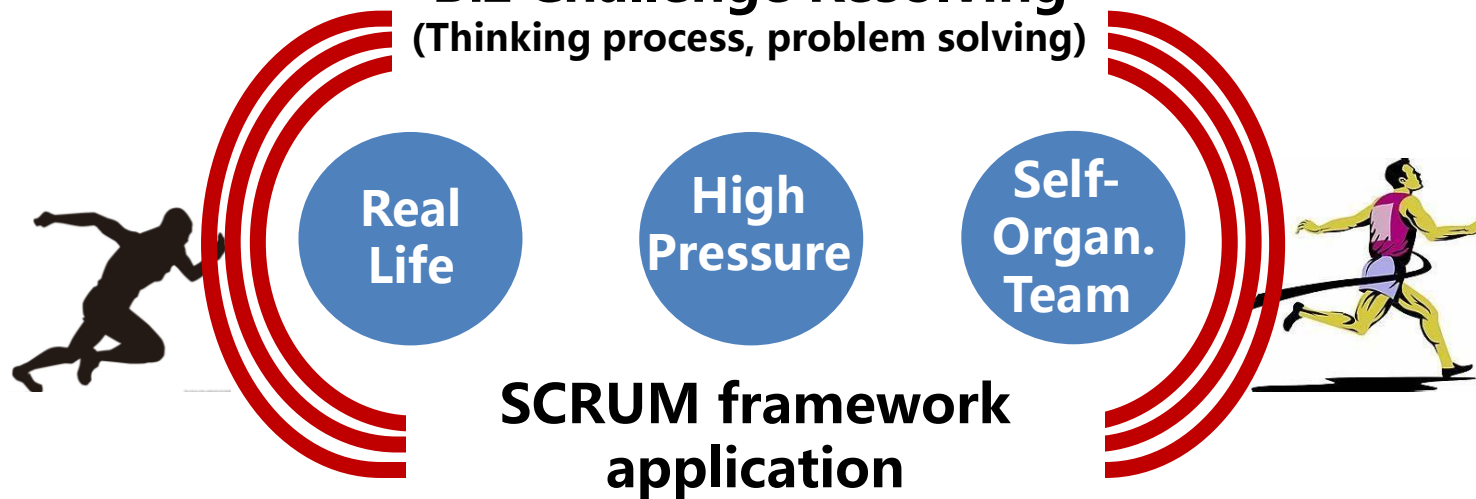 (Thinking process, problem solving)
Real
Life
High
Pressure
Self-
Organ.
Team
SCRUM framework
application